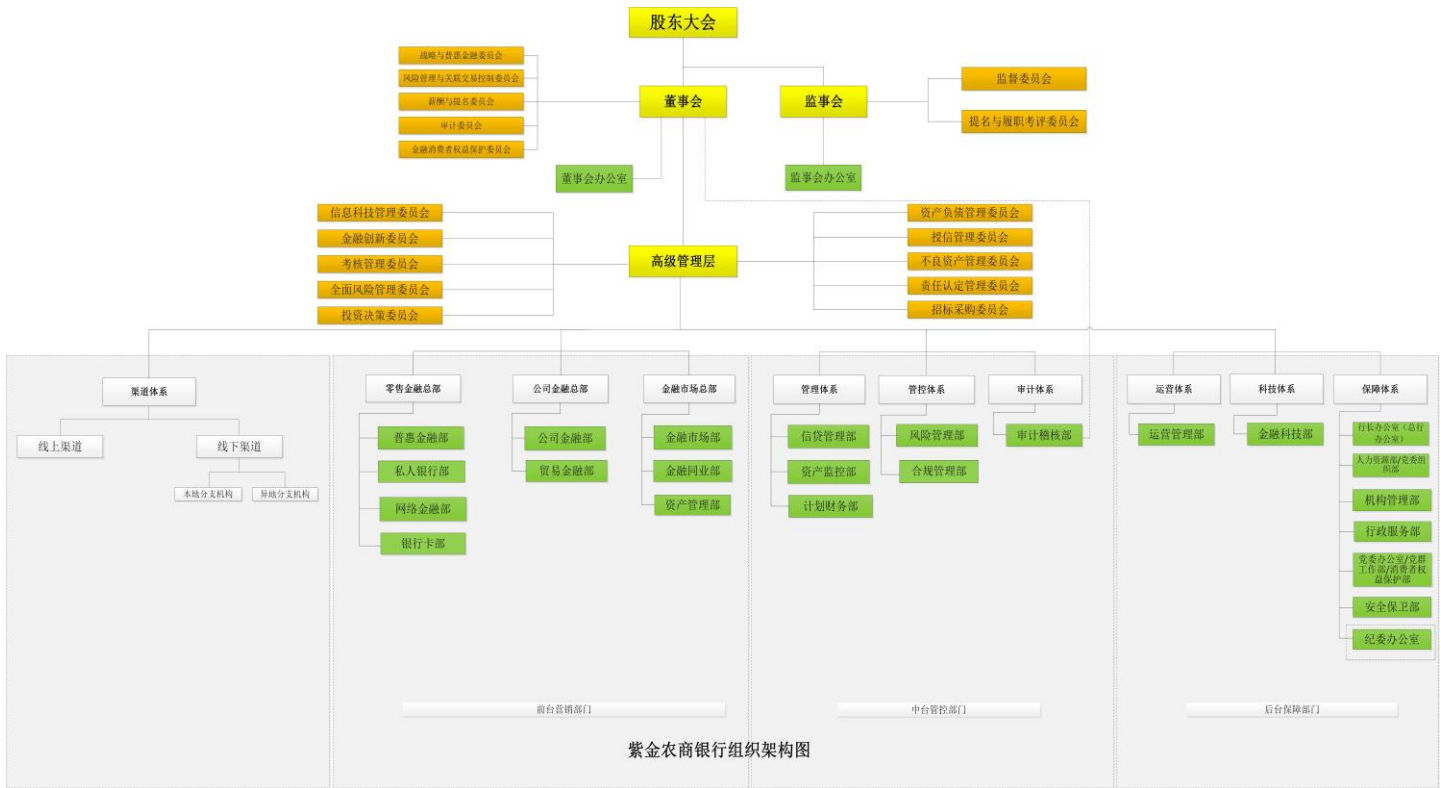 股东大会
战略与普惠金融委员会
风险管理与关联交易控制委员会
薪酬与提名委员会
审计委员会
金融消费者权益保护委员会
董事会
监事会
监督委员会
提名与履职考评委员会
董事会办公室
监事会办公室
信息科技管理委员会
金融创新委员会
考核管理委员会
全面风险管理委员会
投资决策委员会
高级管理层
资产负债管理委员会
授信管理委员会
不良资产管理委员会
责任认定管理委员会
招标采购委员会
渠道体系
线上渠道
线下渠道
本地分支机构
异地分支机构
零售金融总部
普惠金融部
私人银行部
网络金融部
银行卡部
公司金融总部
公司金融部
贸易金融部
金融市场总部
金融市场部
金融同业部
资产管理部
前台营销部门
管理体系
信贷管理部
资产监控部
计划财务部
管控体系
风险管理部
合规管理部
审计体系
审计稽核部
中台管控部门
运营体系
运营管理部
科技体系
金融科技部
保障体系
行长办公室（总行
办公室）
人力资源部/党委组
织部
机构管理部
行政服务部
党委办公室/党群
工作部/消费者权
益保护部
安全保卫部
纪委办公室
后台保障部门
紫金农商银行组织架构图